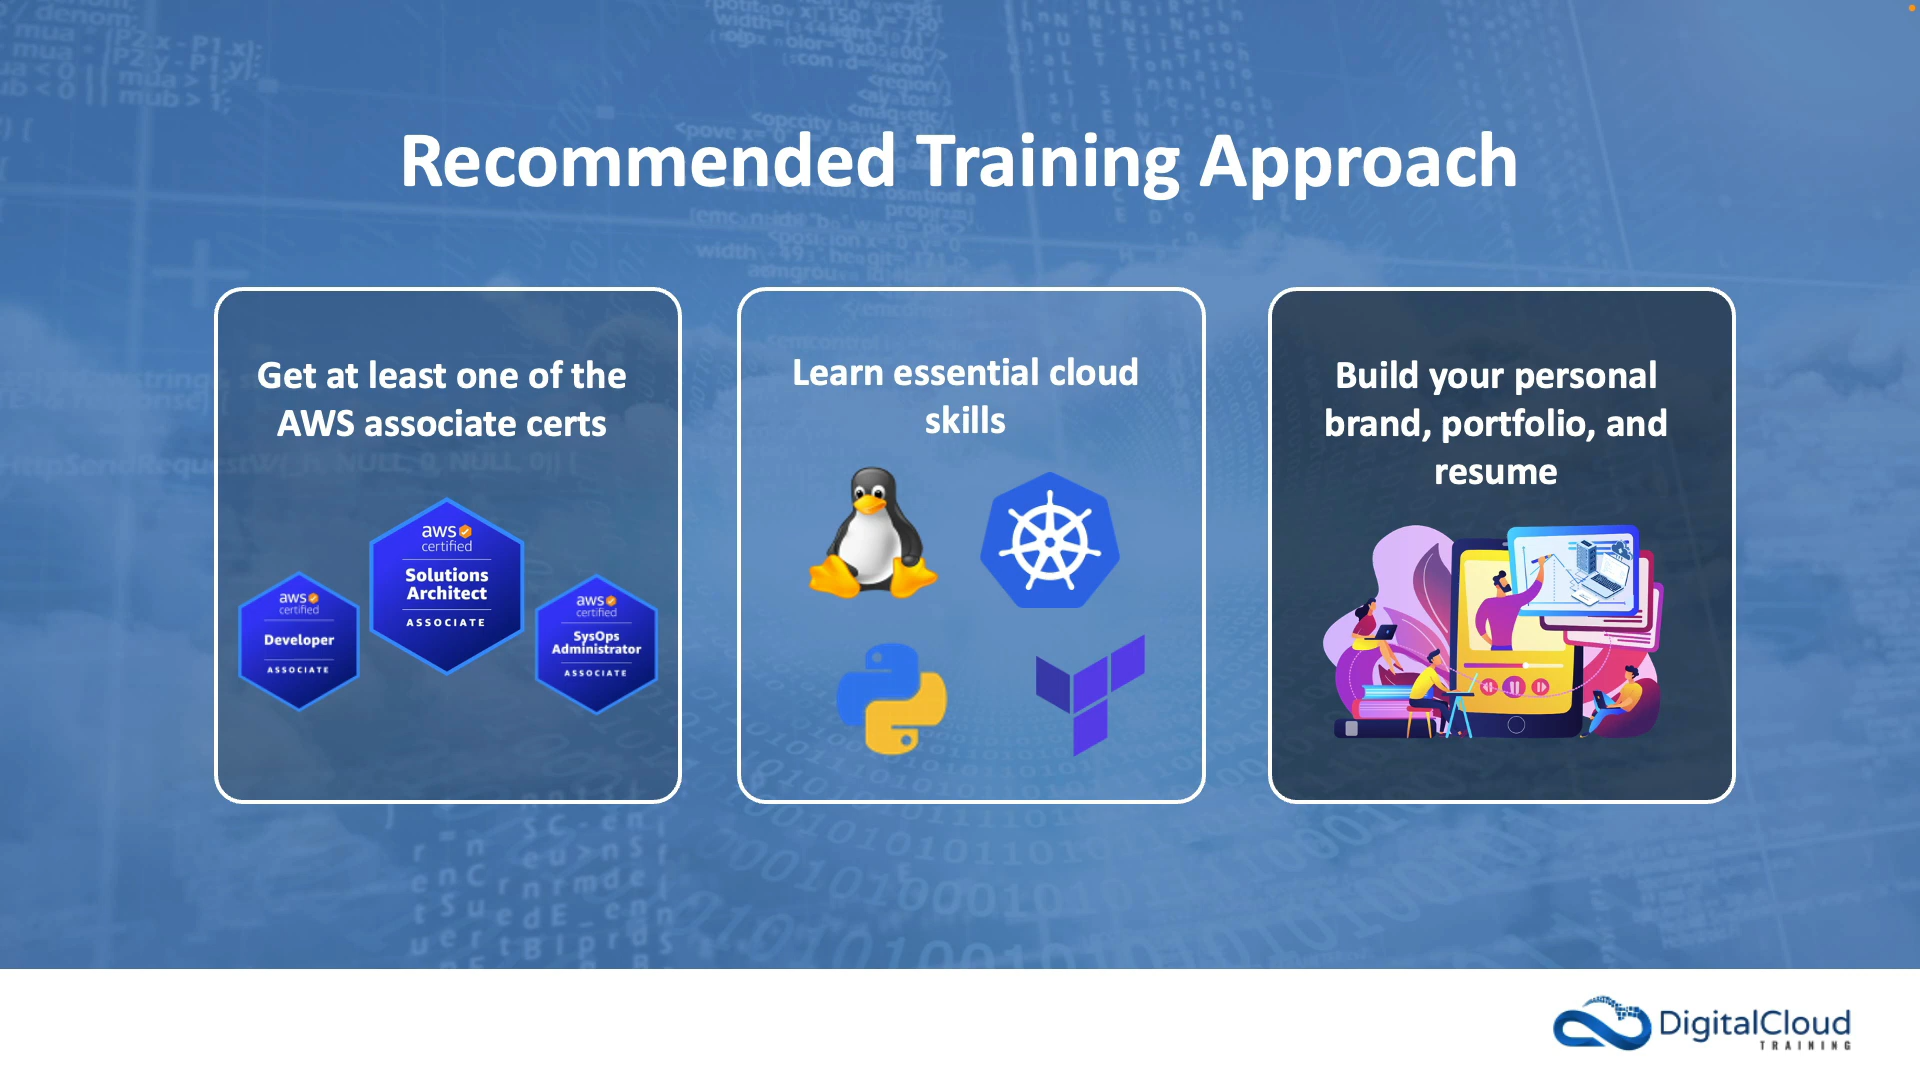 Recommended Training Approach
Get at least one of the
AWS associate certs
aws
certified
Developer
ASSOCIATE
aws
certified
Solutions
Architect
ASSOCIATE
aws
certified
SysOps
Administrator
ASSOCIATE
Learn essential cloud
skills
Build your personal
brand, portfolio, and
resume
DigitalCloud
TRAINING